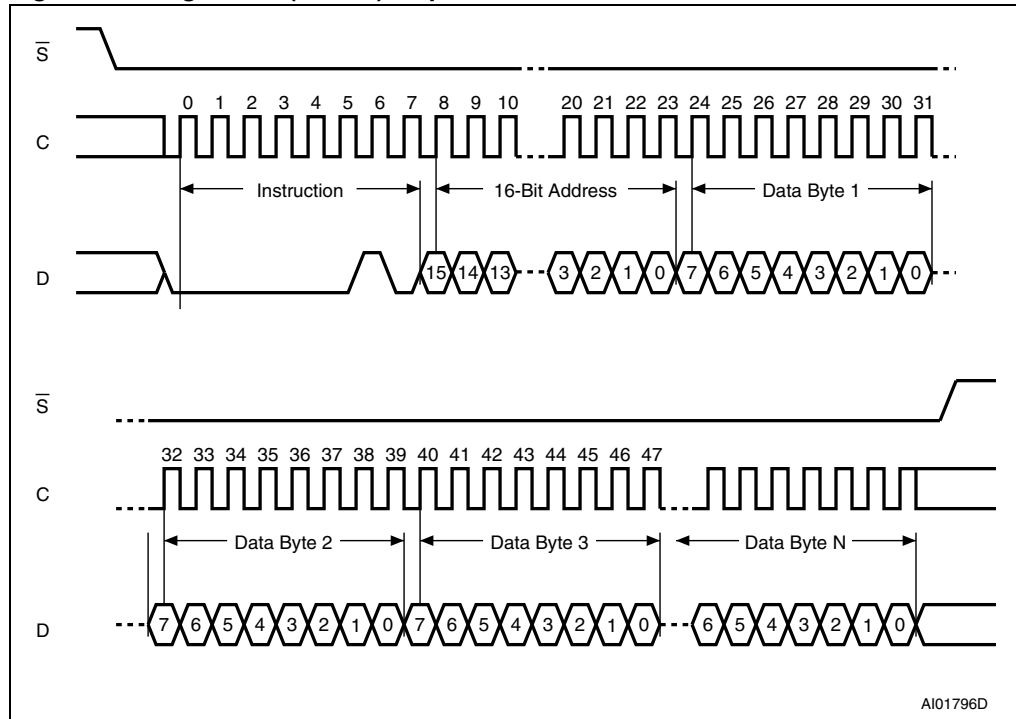 S
0 1 2 3 4 5 6 7 8 9 10 20 21 22 23 24 25 26 27 28 29 30 31
C
Instruction 16-Bit Address Data Byte 1
D 15 14 13 3 2 1 0 7 6 5 4 3 2 1 0
S
32 33 34 35 36 37 38 39 40 41 42 43 44 45 46 47
C
Data Byte 2 Data Byte 3 Data Byte N
D 7 6 5 4 3 2 1 0 7 6 5 4 3 2 1 0 6 5 4 3 2 1 0
AI01796D